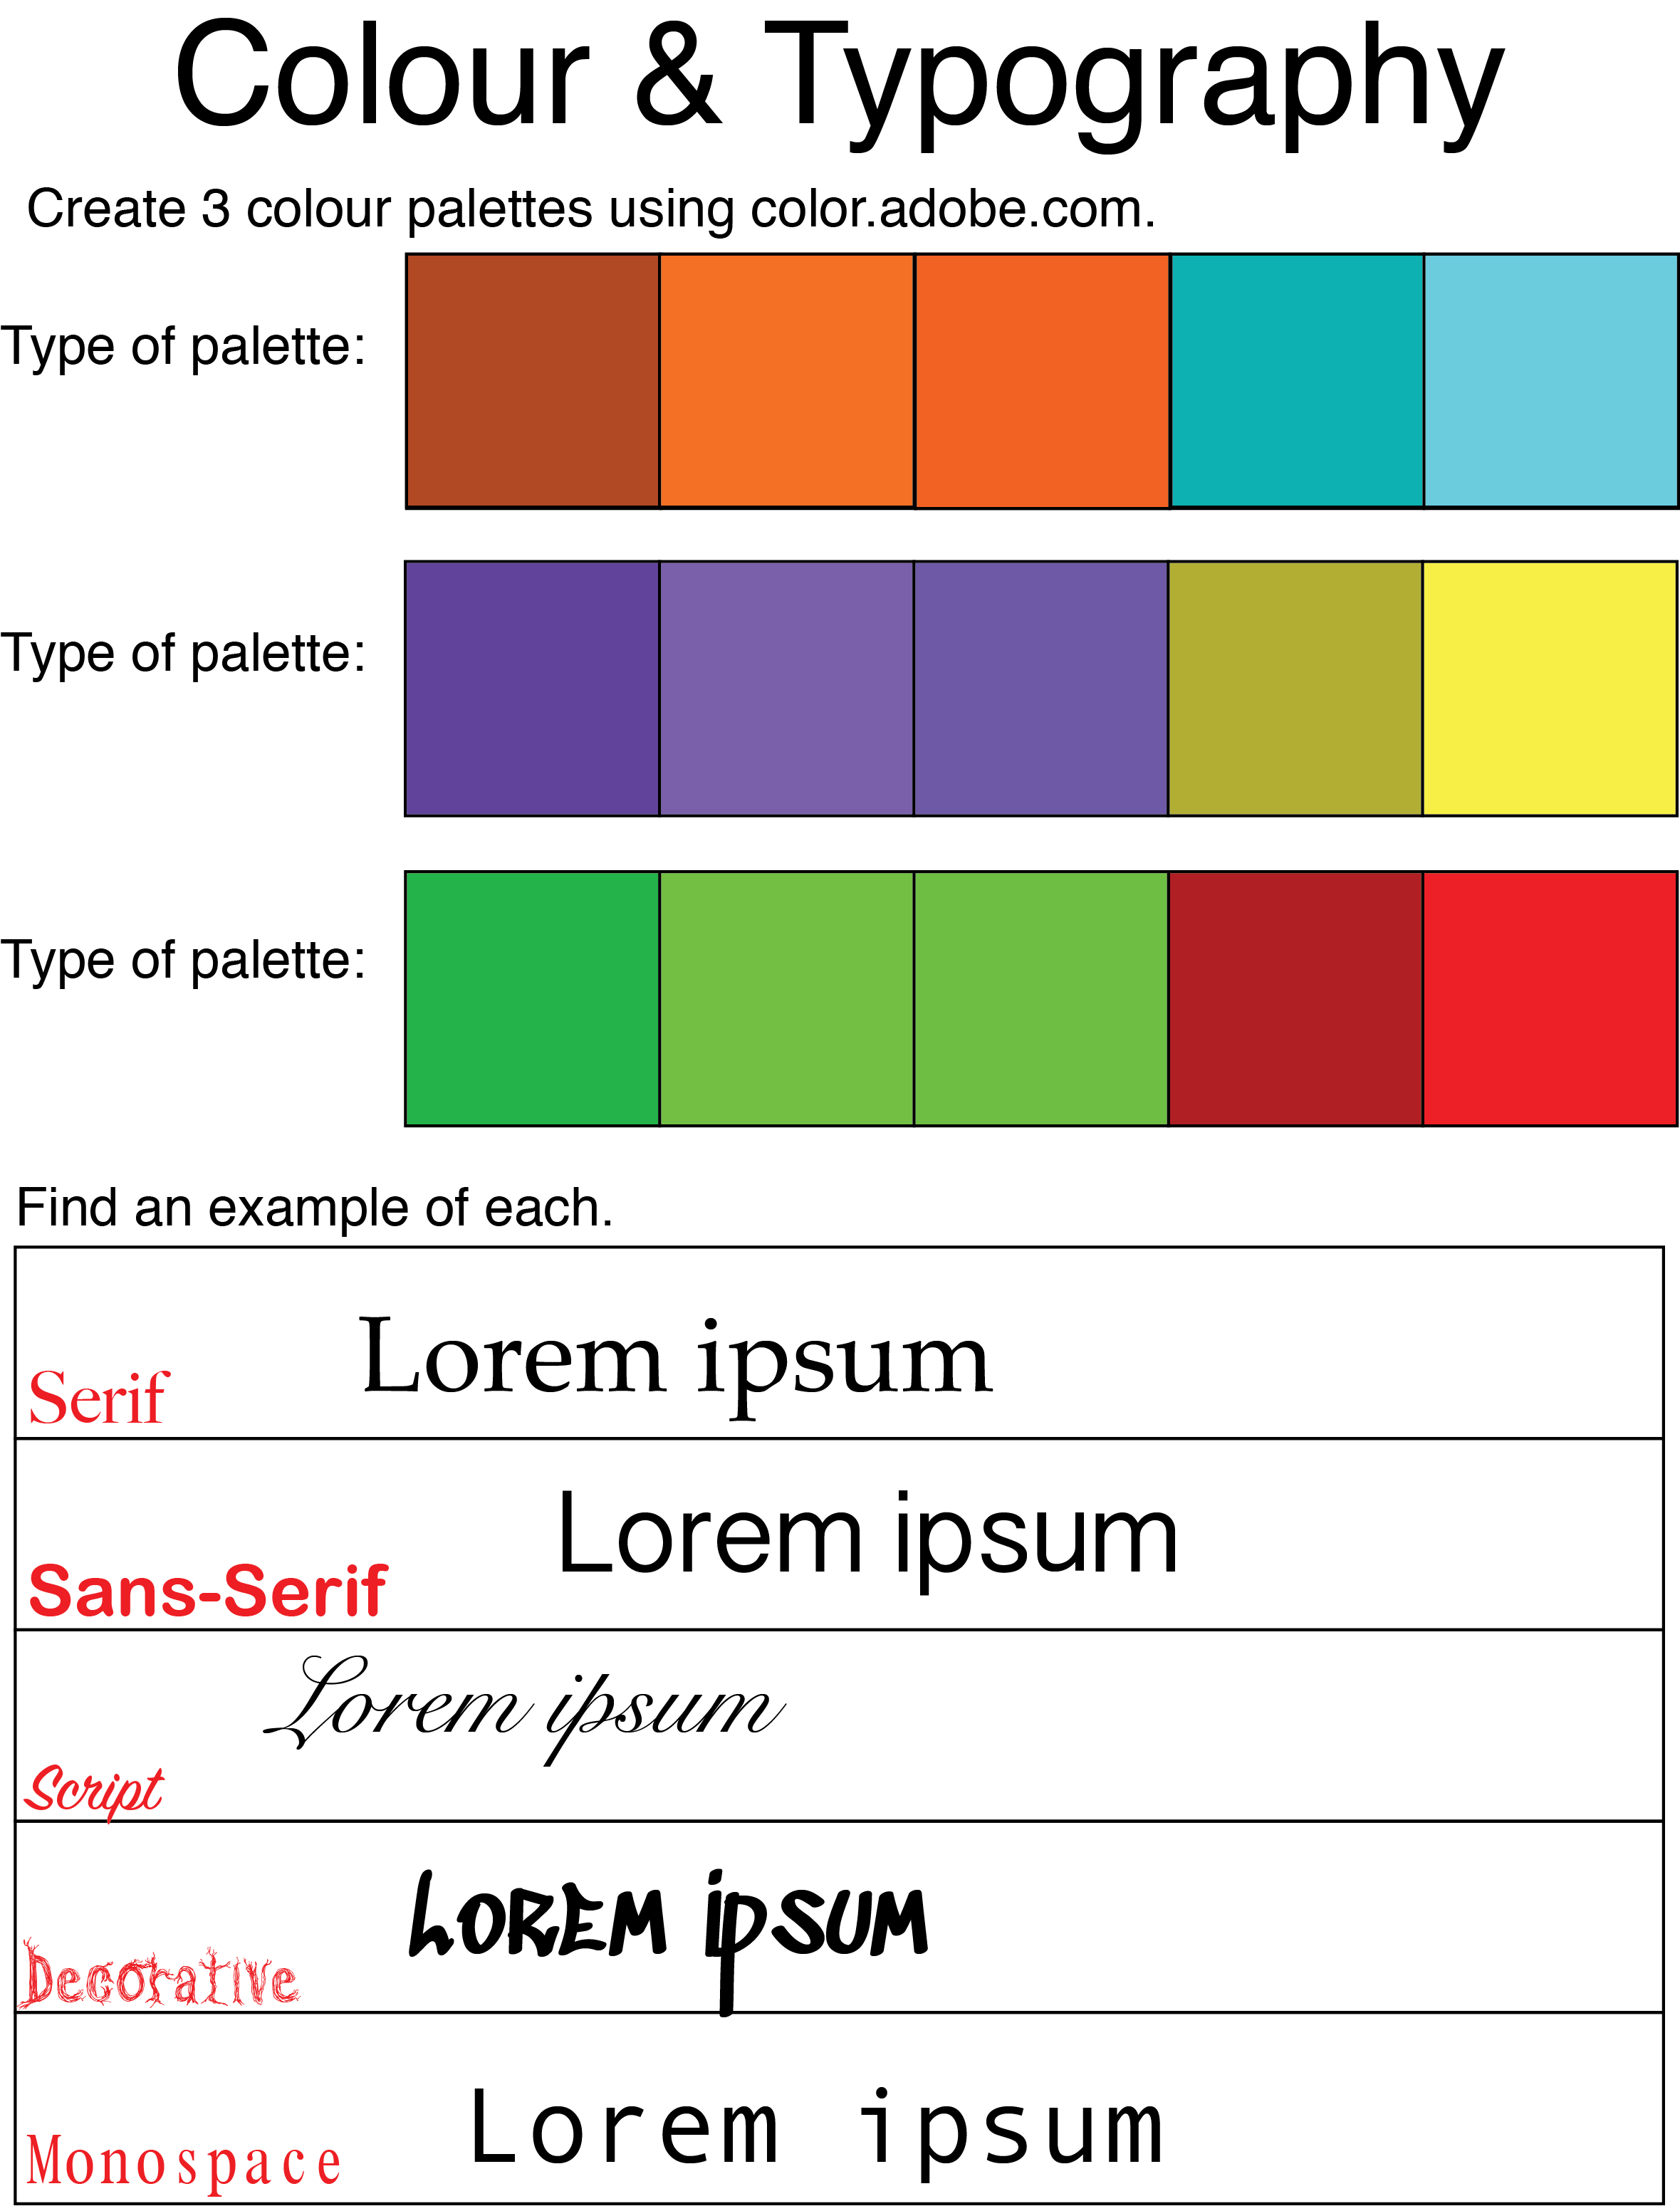 Colour & Typography
Create 3 colour palettes using color.adobe.com.
Type of palette:
Type of palette:
Type of palette:
Find an example of each.
Serif Lorem ipsum
Sans-Serif Lorem ipsum
Script Lorem ipsum
Decorative LOREM ipSUM
Monospace Lorem ipsum